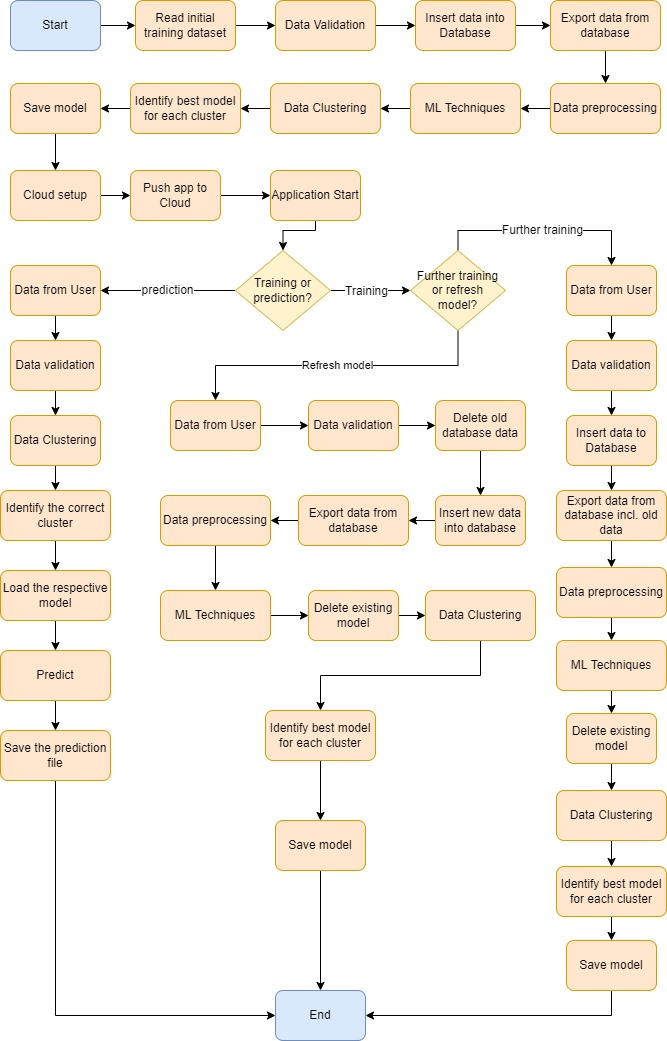 Start
Read initial
training dataset
Data Validation
Insert data into
Database
Export data from
database
Save model
Identify best model
for each cluster
Data Clustering
ML Techniques
Data preprocessing
Cloud setup
Push app to
Cloud
Application Start
Further training
Data from User
prediction
Training or
prediction?
Training
Further training
or refresh
model?
Data from User
Data validation
Refresh model
Data validation
Data from User
Data validation
Delete old
database data
Data Clustering
Insert data to
Database
Identify the correct
cluster
Data preprocessing
Export data from
database
Insert new data
into database
Export data from
database incl. old
data
Load the respective
model
ML Techniques
Delete existing
model
Data Clustering
Data preprocessing
Predict
ML Techniques
Save the prediction
file
Identify best model
for each cluster
Delete existing
model
Save model
Data Clustering
Identify best model
for each cluster
Save model
End